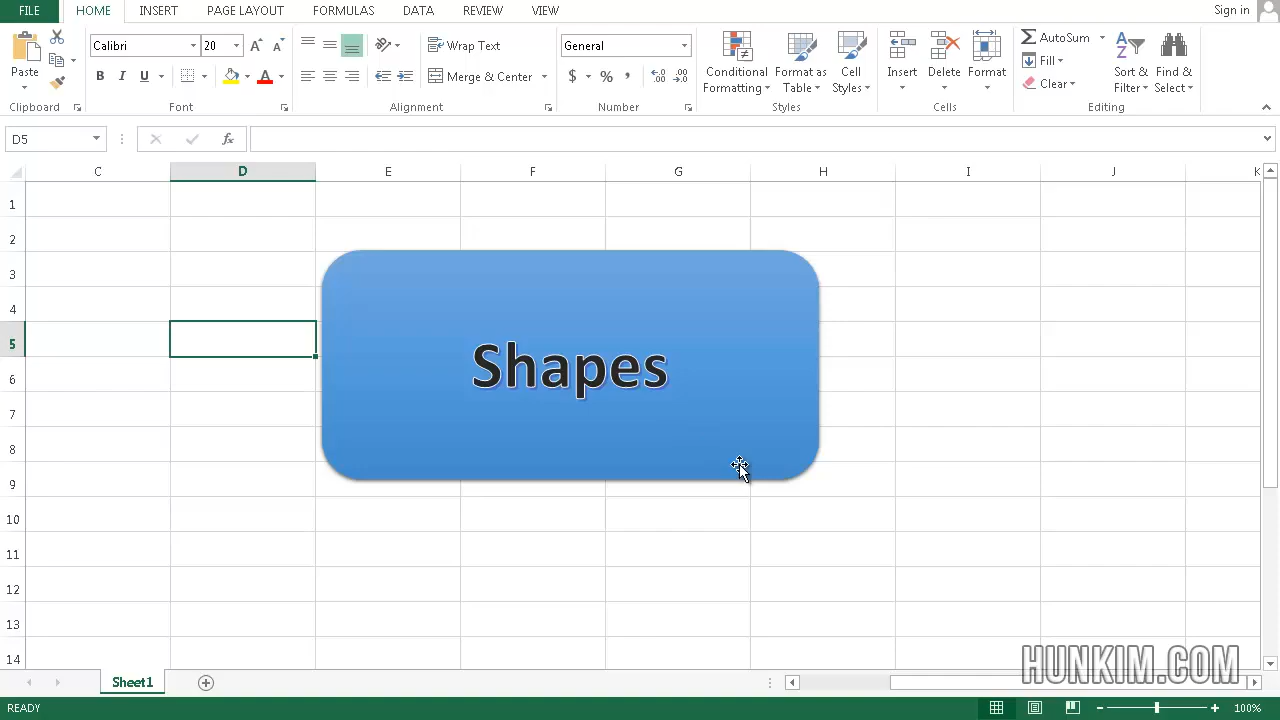 FILE HOME INSERT PAGE LAYOUT FORMULAS DATA REVIEW VIEW Sign in
Paste
Clipboard
Calibri 20
B I U
Font
Wrap Text
Merge & Center
Alignment
General
$ % ,
Number
Conditional Formatting
Format as Table
Cell Styles
Styles
Insert Delete Format
Cells
AutoSum
Fill
Clear
Sort & Filter
Find & Select
Editing
D5 fx
C D E F G H I J K
1
2
3
4
5
6
7
8
9
10
11
12
13
14
Shapes
HUNKIM.COM
Sheet1
READY 100%